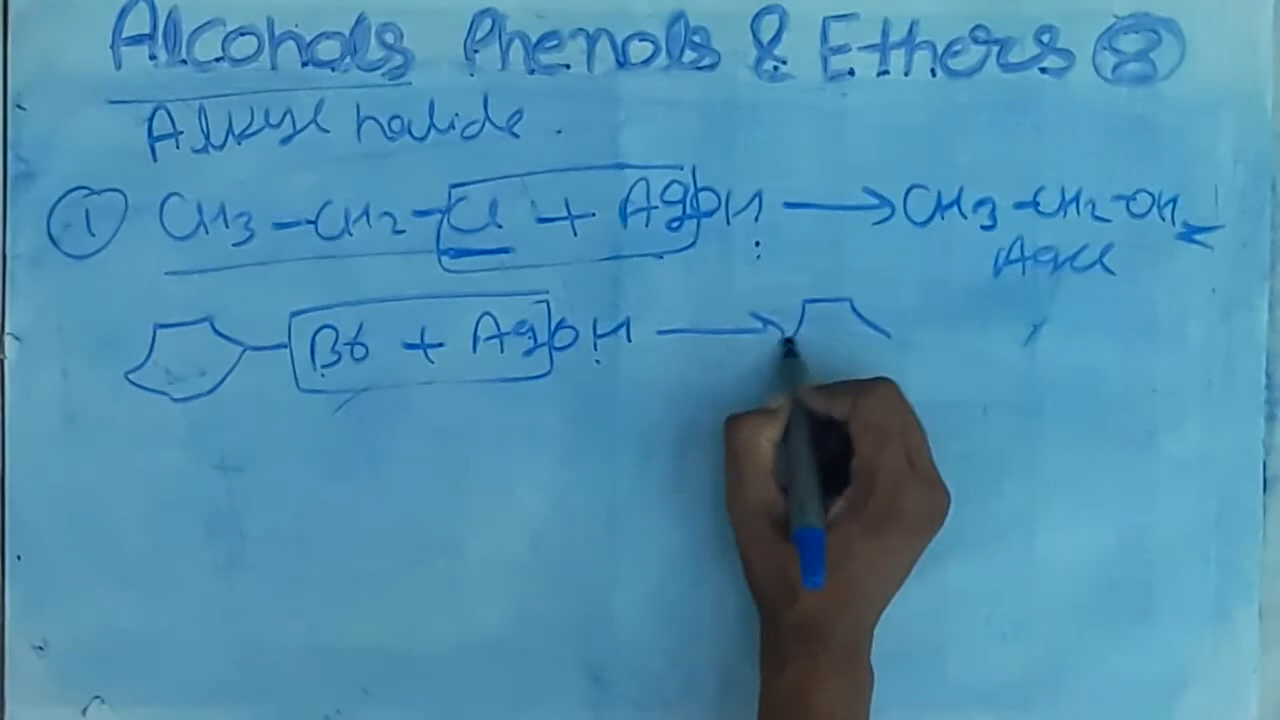 Alcohols Phenols & Ethers 8
Alkyl halide.
① CH3-CH2-Cl + AgOH → CH3-CH2-OH
AgCl
Br + AgOH →